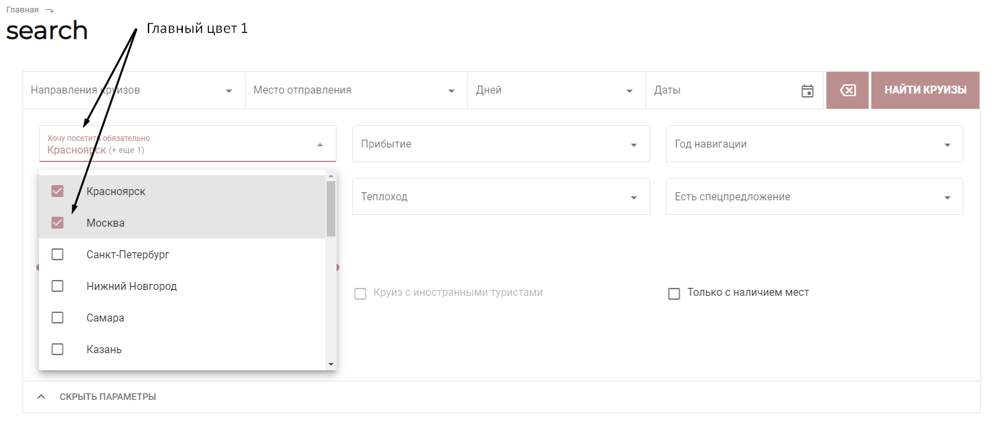 Главная
search
Главный цвет 1
Направления круизов
Место отправления
Дней
Даты
НАЙТИ КРУИЗЫ
Хочу посетить обязательно
Красноярск (+ еще 1)
Прибытие
Год навигации
Красноярск
Москва
Санкт-Петербург
Нижний Новгород
Самара
Казань
Теплоход
Есть спецпредложение
Круиз с иностранными туристами
Только с наличием мест
СКРЫТЬ ПАРАМЕТРЫ